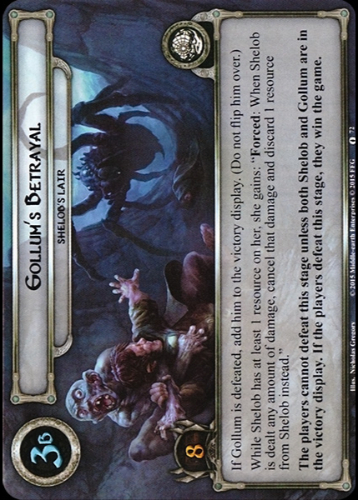 3B
GOLLUM'S BETRAYAL
SHELOB'S LAIR
8
If Gollum is defeated, add him to the victory display. (Do not flip him over.)
While Shelob has at least 1 resource on her, she gains: "Forced: When Shelob
is dealt any amount of damage, cancel that damage and discard 1 resource
from Shelob instead."
The players cannot defeat this stage unless both Shelob and Gollum are in
the victory display. If the players defeat this stage, they win the game.
Illus. Nicholas Gregory ©2015 Middle-earth Enterprises ©2015 FFG 72